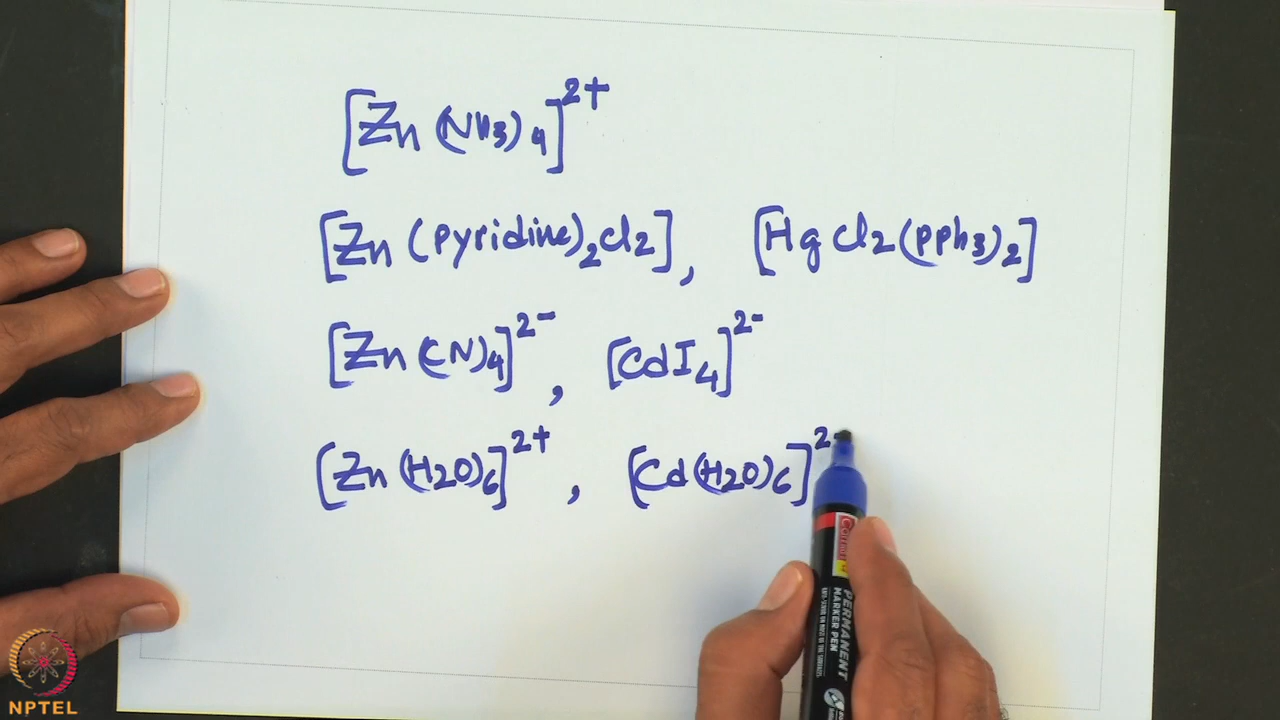 [Zn(NH3)4]2+
[Zn(Pyridine)2Cl2], [HgCl2(PPh3)2]
[Zn(CN)4]2-, [CdI4]2-
[Zn(H2O)6]2+, [Cd(H2O)6]2
Camlin
PERMANENT
MARKER PEN
NPTEL